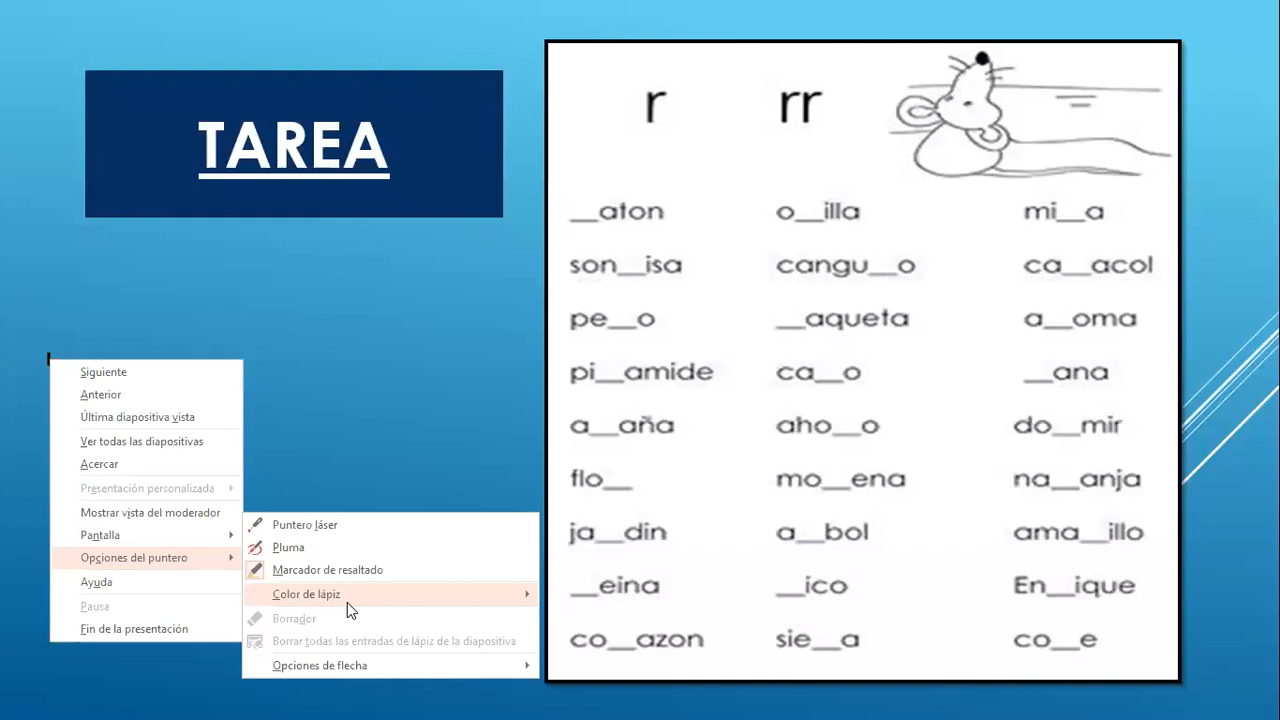 TAREA
r rr
__aton o__illa mi__a
son__isa cangu__o ca__acol
pe__o __aqueta a__oma
pi__amide ca__o __ana
a__aña aho__o do__mir
flo__ mo__ena na__anja
ja__din a__bol ama__illo
__eina __ico En__ique
co__azon sie__a co__e
Siguiente
Anterior
Última diapositiva vista
Ver todas las diapositivas
Acercar
Presentación personalizada
Mostrar vista del moderador
Pantalla
Opciones del puntero
Ayuda
Pausa
Fin de la presentación
Puntero láser
Pluma
Marcador de resaltado
Color de lápiz
Borrador
Borrar todas las entradas de lápiz de la diapositiva
Opciones de flecha